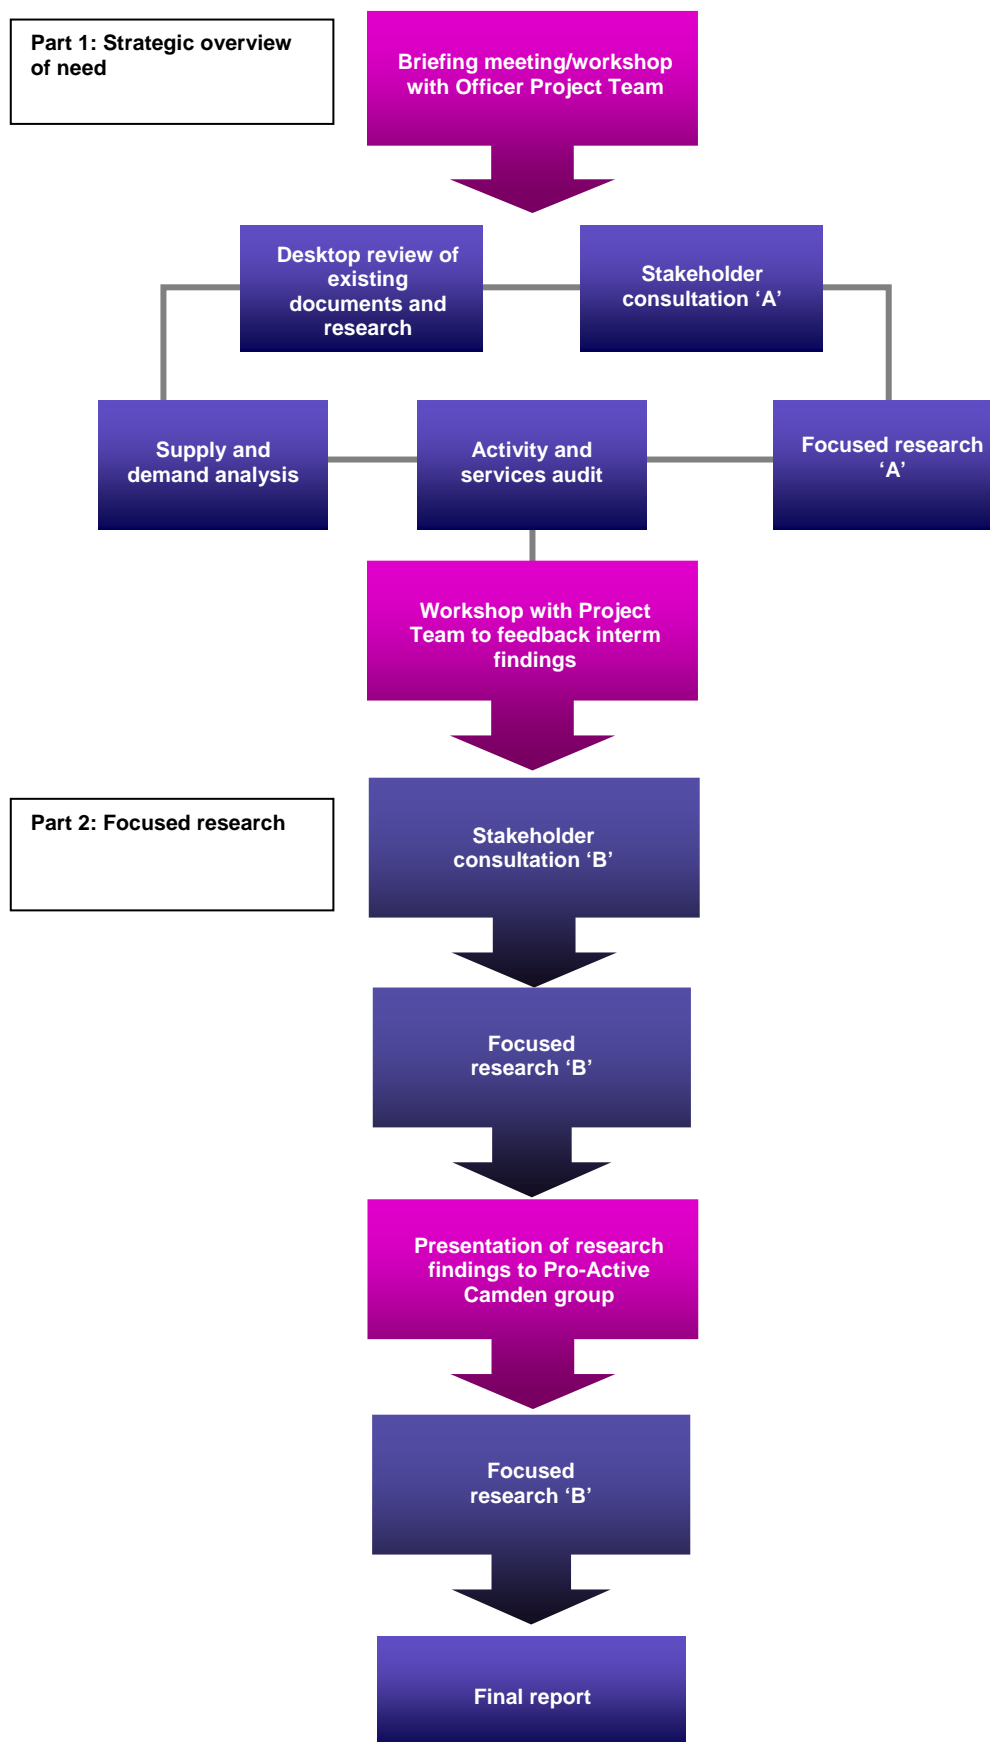 Part 1: Strategic overview
of need
Briefing meeting/workshop
with Officer Project Team
Desktop review of
existing
documents and
research
Stakeholder
consultation ‘A’
Supply and
demand analysis
Activity and
services audit
Focused research
‘A’
Workshop with Project
Team to feedback interm
findings
Part 2: Focused research
Stakeholder
consultation ‘B’
Focused
research ‘B’
Presentation of research
findings to Pro-Active
Camden group
Focused
research ‘B’
Final report